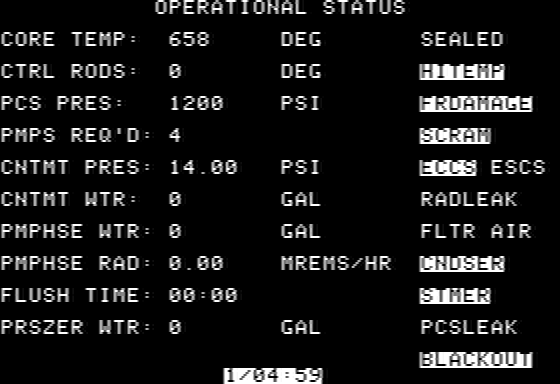 OPERATIONAL STATUS
CORE TEMP: 658 DEG SEALED
CTRL RODS: 0 DEG HITEMP
PCS PRES: 1200 PSI FRDAMAGE
PMPS REQ'D: 4 SCRAM
CNTMT PRES: 14.00 PSI ECCS ESCS
CNTMT WTR: 0 GAL RADLEAK
PMPHSE WTR: 0 GAL FLTR AIR
PMPHSE RAD: 0.00 MREMS/HR CNDSER
FLUSH TIME: 00:00 STMER
PRSZER WTR: 0 GAL PCSLEAK
BLACKOUT
1/04:59